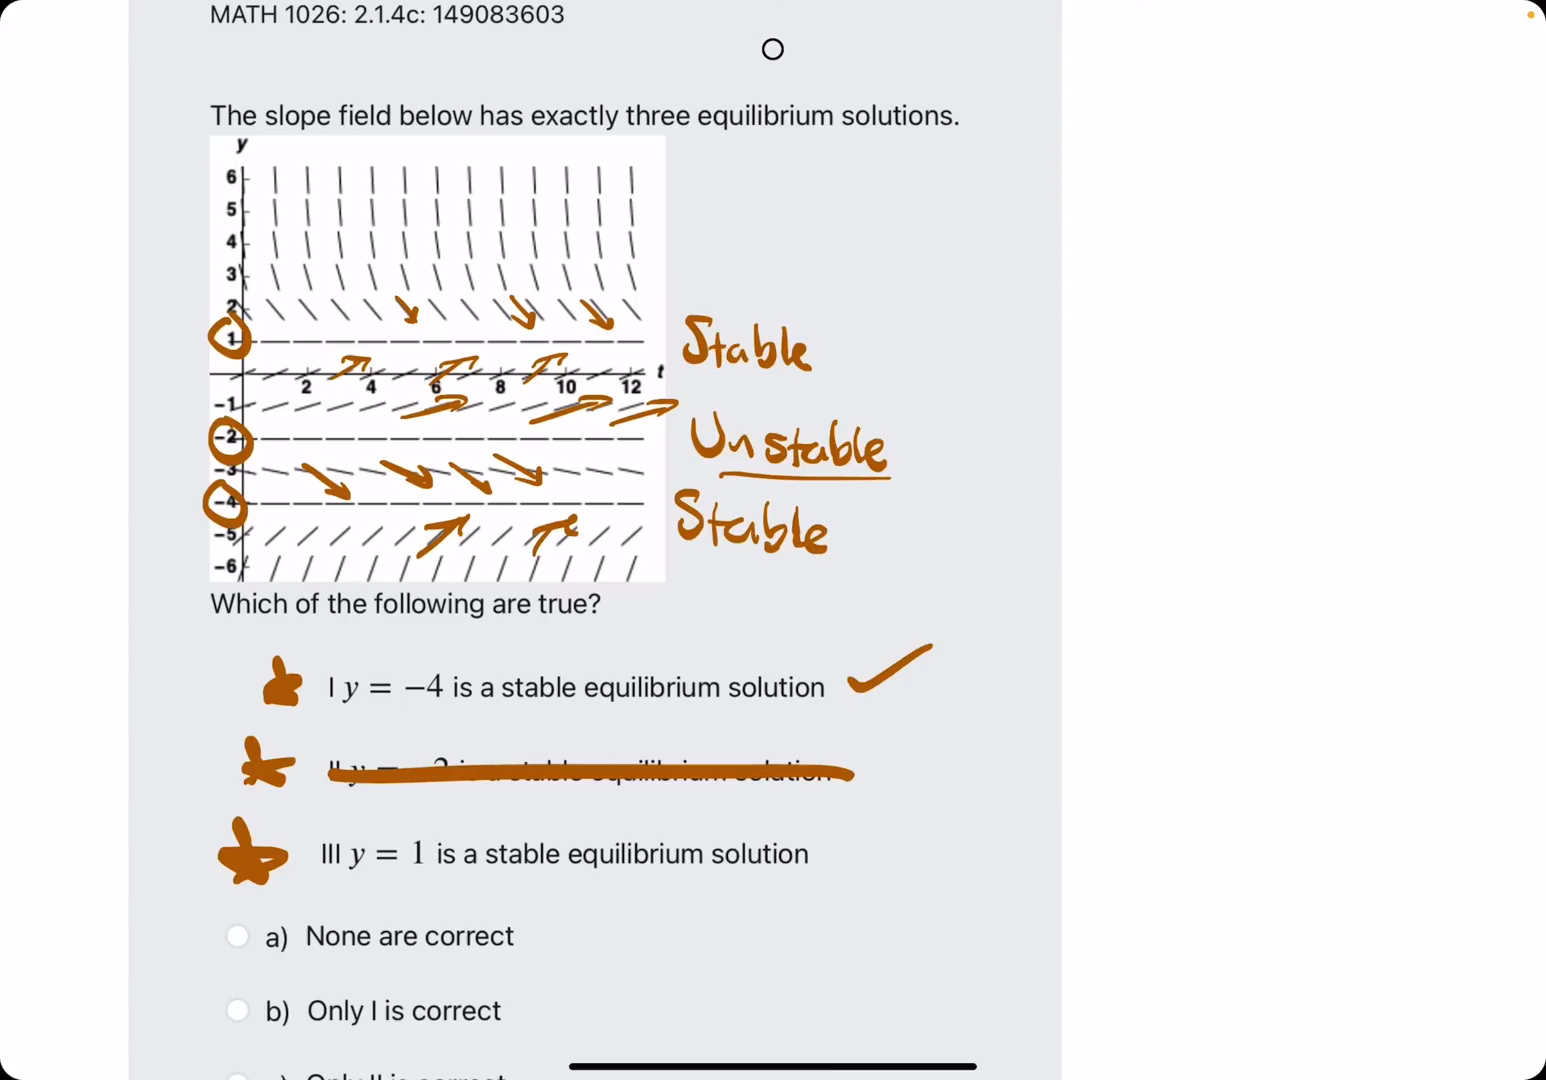 MATH 1026: 2.1.4c: 149083603
The slope field below has exactly three equilibrium solutions.
y
6
5
4
3
2
1
Stable
t
2 4 6 8 10 12
-1
-2
Unstable
-3
-4
Stable
-5
-6
Which of the following are true?
I y = −4 is a stable equilibrium solution
III y = 1 is a stable equilibrium solution
a) None are correct
b) Only I is correct